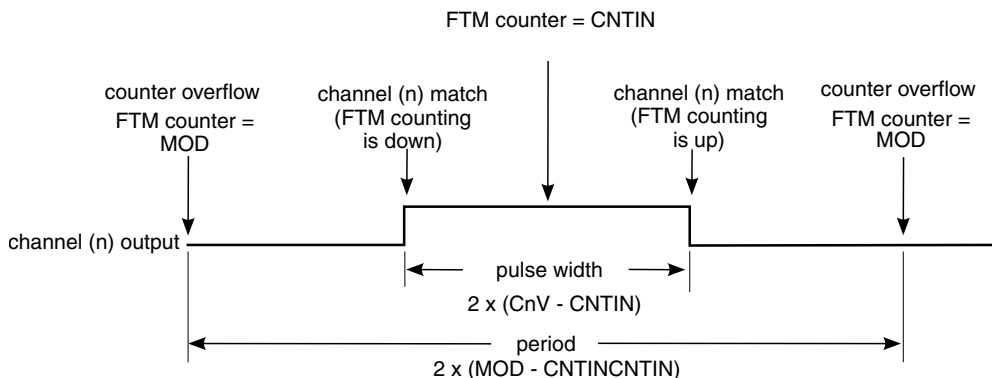 FTM counter = CNTIN
counter overflow
FTM counter =
MOD
channel (n) match
(FTM counting
is down)
channel (n) match
(FTM counting
is up)
counter overflow
FTM counter =
MOD
channel (n) output
pulse width
2 x (CnV - CNTIN)
period
2 x (MOD - CNTINCNTIN)